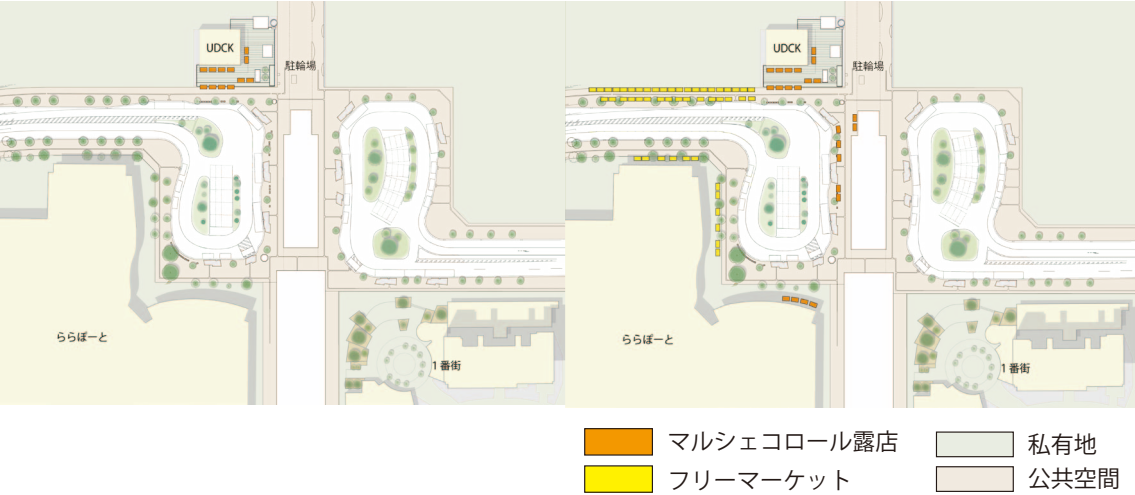 UDCK
駐輪場
ららぽーと
1番街
UDCK
駐輪場
ららぽーと
1番街
マルシェコロール露店
フリーマーケット
私有地
公共空間